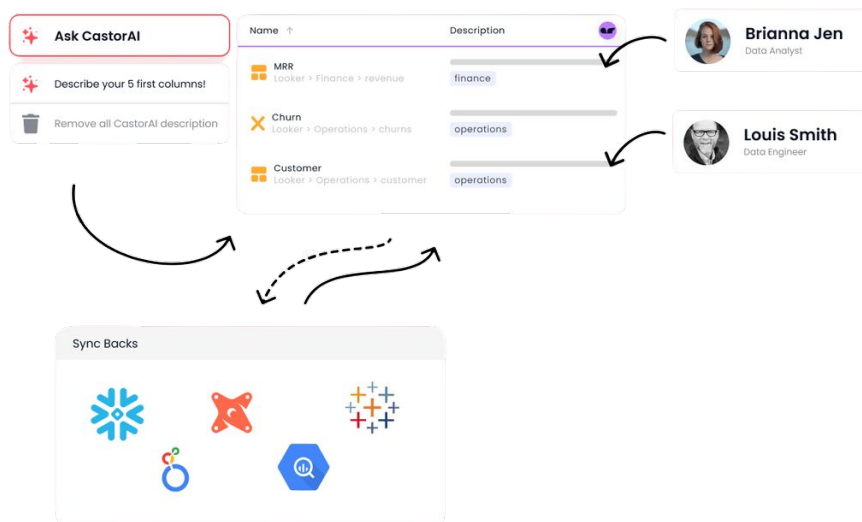 Ask CastorAI
Describe your 5 first columns!
Remove all CastorAI description
Name ↑ Description
MRR
Looker > Finance > revenue
finance
Churn
Looker > Operations > churns
operations
Customer
Looker > Operations > customer
operations
Brianna Jen
Data Analyst
Louis Smith
Data Engineer
Sync Backs